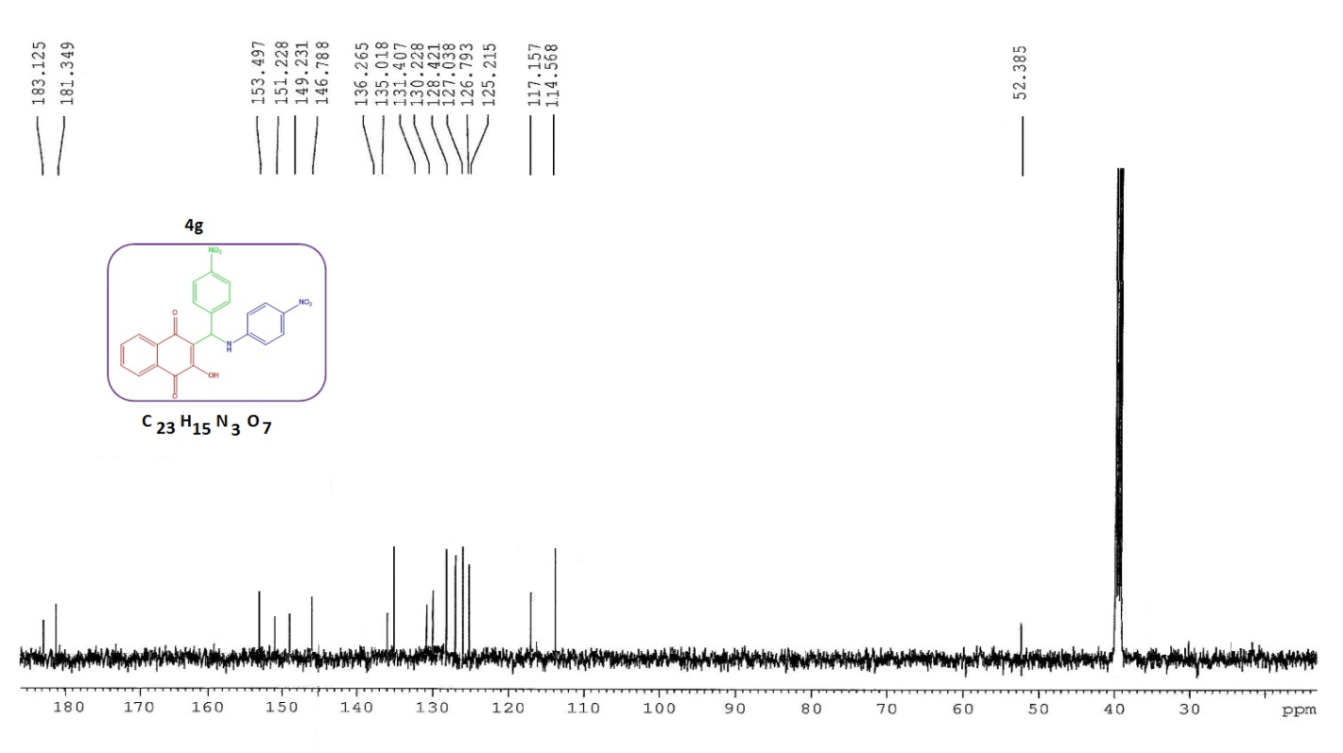 183.125
181.349
153.497
151.228
149.231
146.788
136.265
135.018
131.407
130.228
128.421
127.038
126.793
125.215
117.157
114.568
52.385
4g
NO2
NO2
O
N
H
OH
O
C 23 H15 N 3 O 7
180 170 160 150 140 130 120 110 100 90 80 70 60 50 40 30 ppm